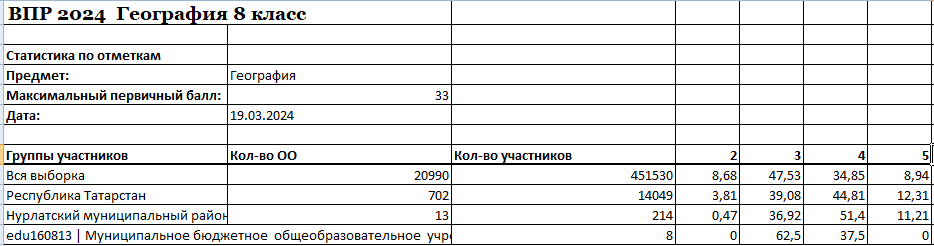 ВПР 2024 География 8 класс
Статистика по отметкам
Предмет: География
Максимальный первичный балл: 33
Дата: 19.03.2024
Группы участников Кол-во ОО Кол-во участников 2 3 4 5
Вся выборка 20990 451530 8,68 47,53 34,85 8,94
Республика Татарстан 702 14049 3,81 39,08 44,81 12,31
Нурлатский муниципальный район 13 214 0,47 36,92 51,4 11,21
edu160813 | Муниципальное бюджетное общеобразовательное учре 8 0 62,5 37,5 0